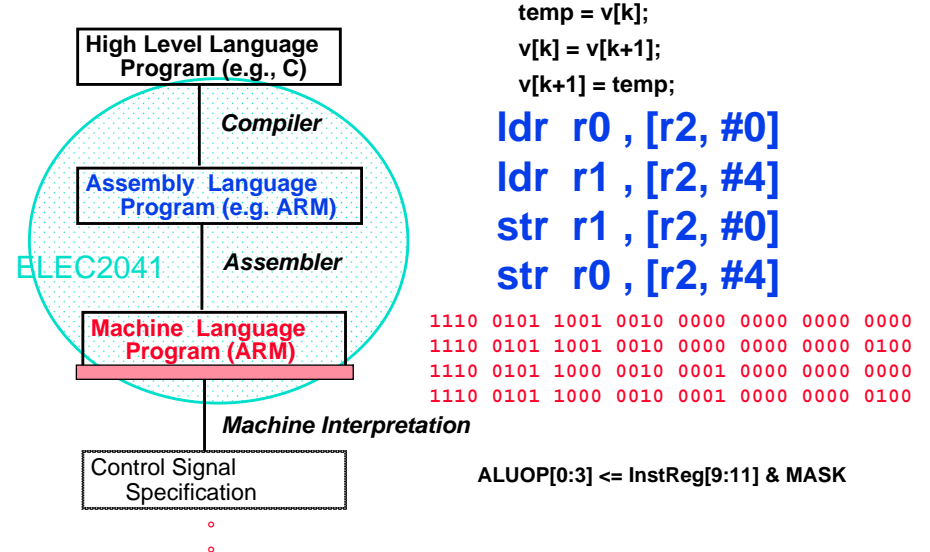 temp = v[k];
v[k] = v[k+1];
v[k+1] = temp;
High Level Language
Program (e.g., C)
Compiler
ldr r0 , [r2, #0]
ldr r1 , [r2, #4]
str r1 , [r2, #0]
str r0 , [r2, #4]
Assembly Language
Program (e.g. ARM)
ELEC2041
Assembler
Machine Language
Program (ARM)
1110 0101 1001 0010 0000 0000 0000 0000
1110 0101 1001 0010 0000 0000 0000 0100
1110 0101 1000 0010 0001 0000 0000 0000
1110 0101 1000 0010 0001 0000 0000 0100
Machine Interpretation
Control Signal
Specification
ALUOP[0:3] <= InstReg[9:11] & MASK